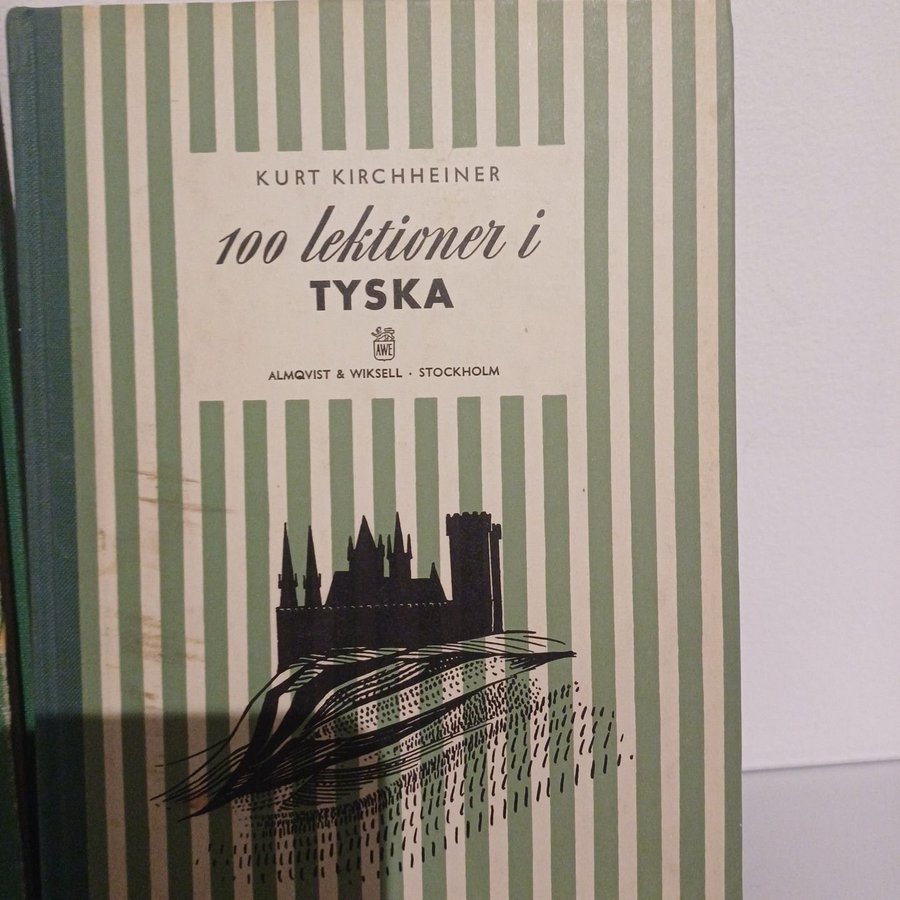 KURT KIRCHHEINER
100 lektioner i
TYSKA
AWE
ALMQVIST & WIKSELL · STOCKHOLM